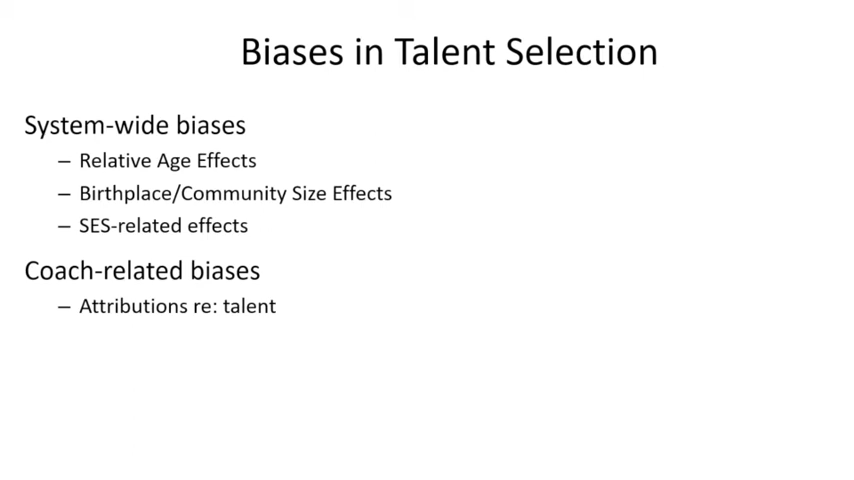 Biases in Talent Selection
System-wide biases
– Relative Age Effects
– Birthplace/Community Size Effects
– SES-related effects
Coach-related biases
– Attributions re: talent